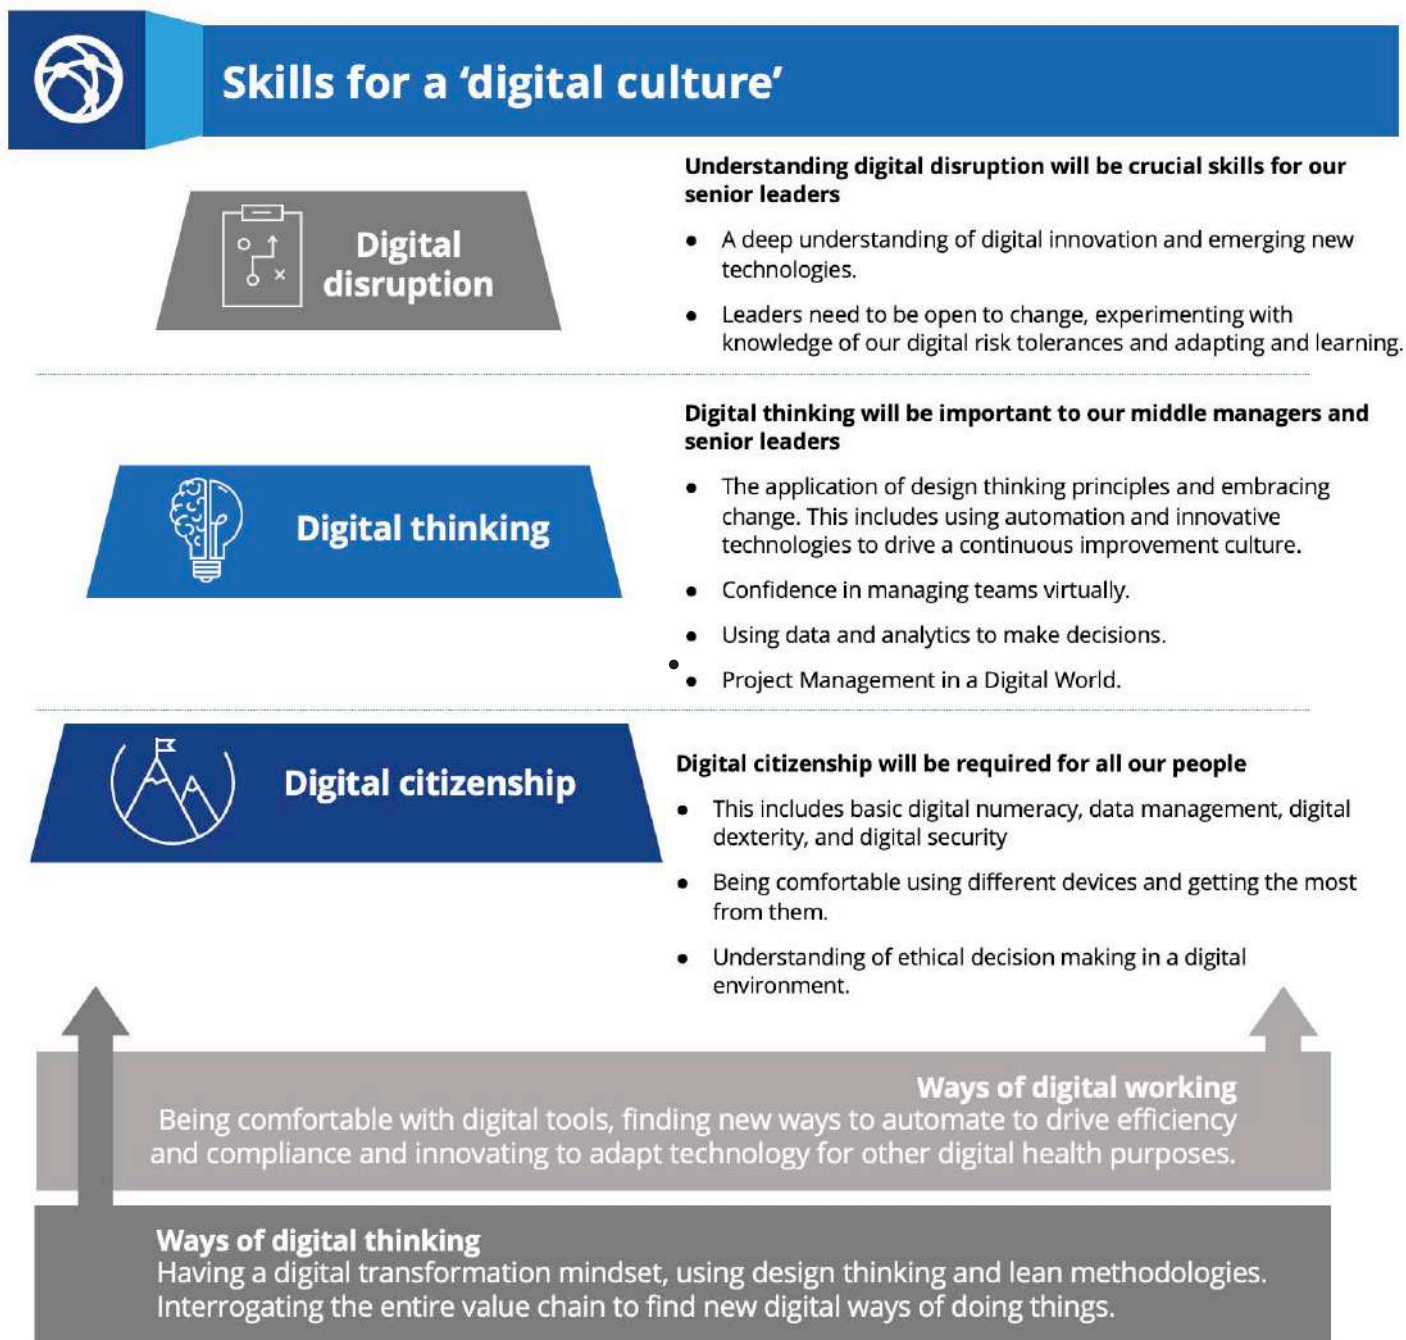 Skills for a ‘digital culture’
Digital
disruption
Understanding digital disruption will be crucial skills for our
senior leaders
● A deep understanding of digital innovation and emerging new
technologies.
● Leaders need to be open to change, experimenting with
knowledge of our digital risk tolerances and adapting and learning.
Digital thinking
Digital thinking will be important to our middle managers and
senior leaders
● The application of design thinking principles and embracing
change. This includes using automation and innovative
technologies to drive a continuous improvement culture.
● Confidence in managing teams virtually.
● Using data and analytics to make decisions.
● Project Management in a Digital World.
Digital citizenship
Digital citizenship will be required for all our people
● This includes basic digital numeracy, data management, digital
dexterity, and digital security
● Being comfortable using different devices and getting the most
from them.
● Understanding of ethical decision making in a digital
environment.
Ways of digital working
Being comfortable with digital tools, finding new ways to automate to drive efficiency
and compliance and innovating to adapt technology for other digital health purposes.
Ways of digital thinking
Having a digital transformation mindset, using design thinking and lean methodologies.
Interrogating the entire value chain to find new digital ways of doing things.